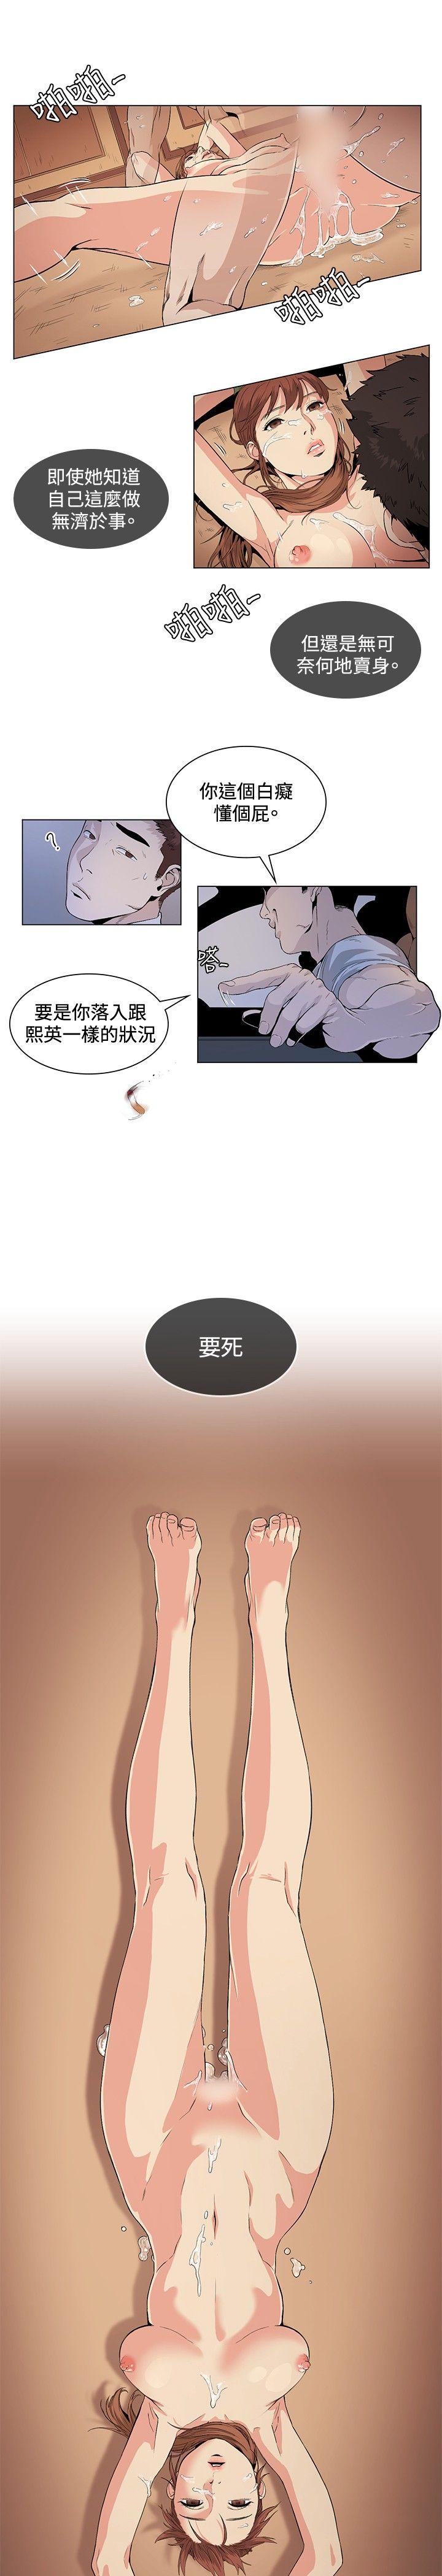 啪啪~
啪啪~
即使她知道
自己這麼做
無濟於事。
啪啪~
但還是無可
奈何地賣身。
你這個白癡
懂個屁。
?
嗒~
要是你落入跟
熙英一樣的狀況
要死